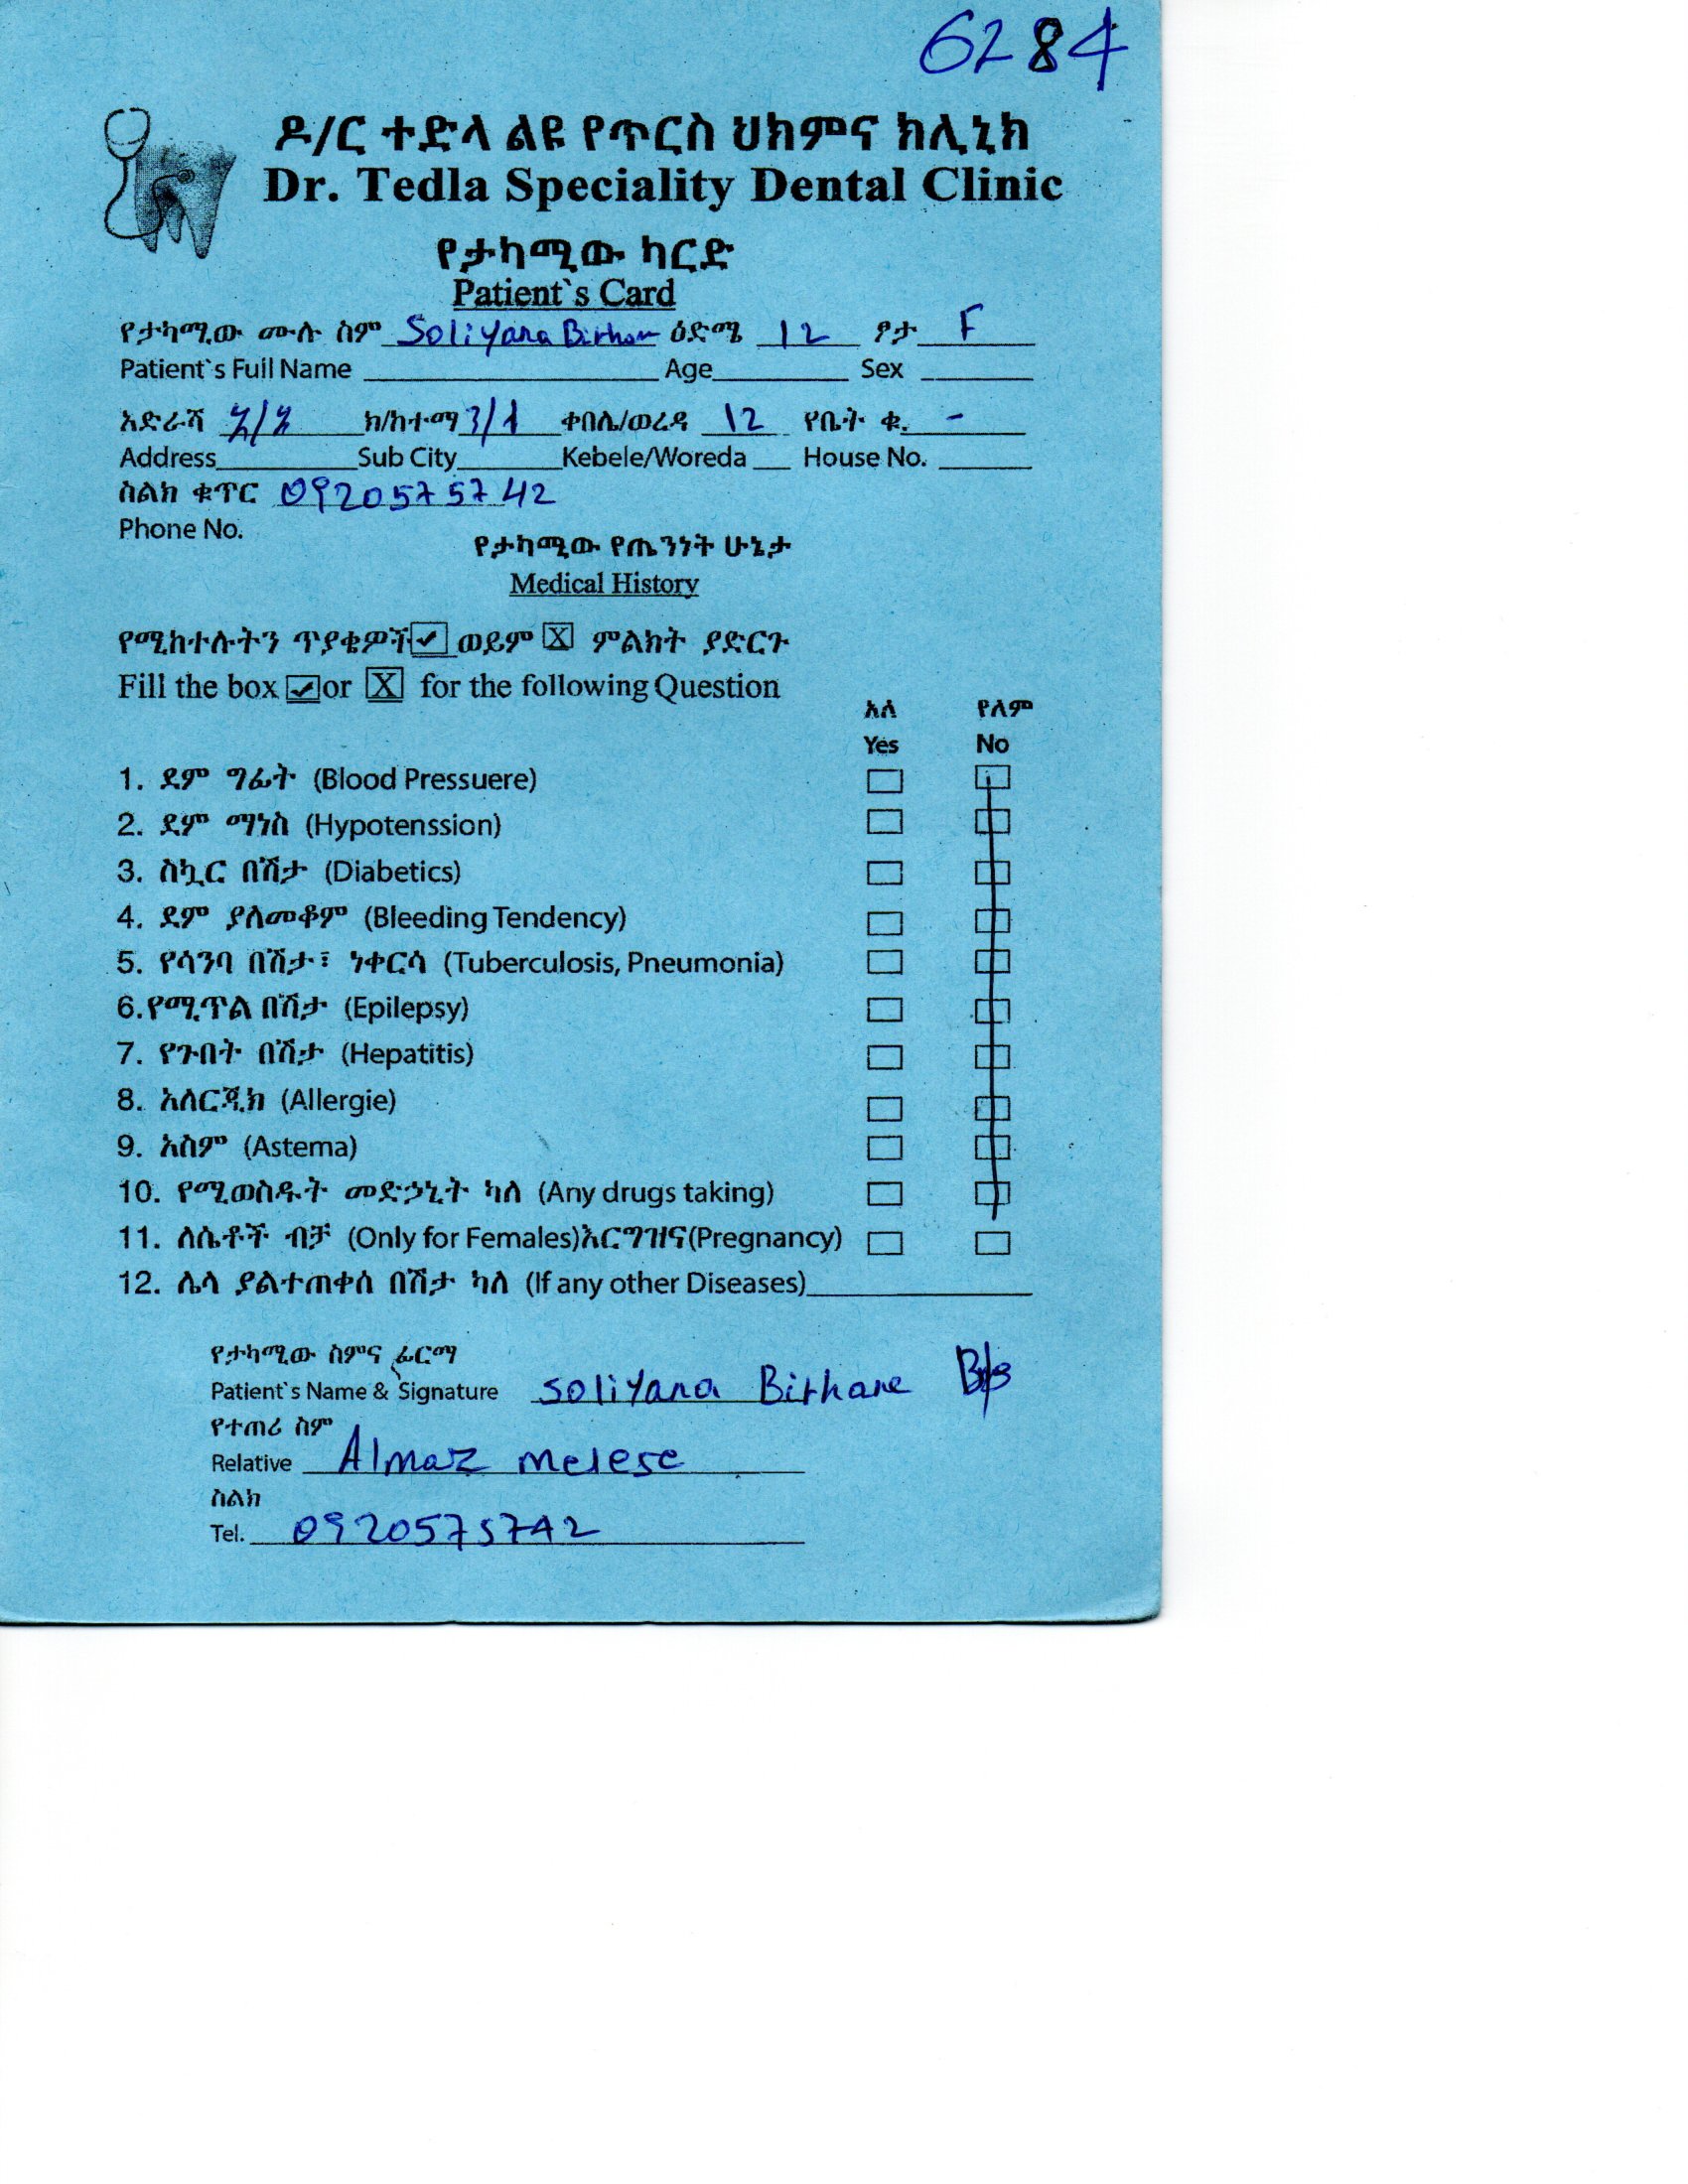 6284
ዶ/ር ተድላ ልዩ የጥርስ ህክምና ክሊኒክ
Dr. Tedla Speciality Dental Clinic
የታካሚው ካርድ
Patient`s Card
የታካሚው ሙሉ ስም Soliyana Birhan ዕድሜ 12 ፆታ F
Patient`s Full Name Age Sex
አድራሻ ክ/ከተማ ቀበሌ/ወረዳ 12 የቤት ቁ. -
Address Sub City Kebele/Woreda House No.
ስልክ ቁጥር 0920575742
Phone No.
የታካሚው የጤንነት ሁኔታ
Medical History
የሚከተሉትን ጥያቄዎች ✓ ወይም X ምልክት ያድርጉ
Fill the box ✓ or X for the following Question
አለ የለም
Yes No
1. ደም ግፊት (Blood Pressuere)
2. ደም ማነስ (Hypotenssion)
3. ስኳር በሽታ (Diabetics)
4. ደም ያለመቆም (Bleeding Tendency)
5. የሳንባ በሽታ፣ ነቀርሳ (Tuberculosis, Pneumonia)
6.የሚጥል በሽታ (Epilepsy)
7. የጉበት በሽታ (Hepatitis)
8. አለርጂክ (Allergie)
9. አስም (Astema)
10. የሚወስዱት መድኃኒት ካለ (Any drugs taking)
11. ለሴቶች ብቻ (Only for Females)እርግዝና(Pregnancy)
12. ሌላ ያልተጠቀሰ በሽታ ካለ (If any other Diseases)
የታካሚው ስምና ፊርማ
Patient`s Name & Signature Soliyana Birhane
የተጠሪ ስም
Relative Almaz melese
ስልክ
Tel. 0920575742